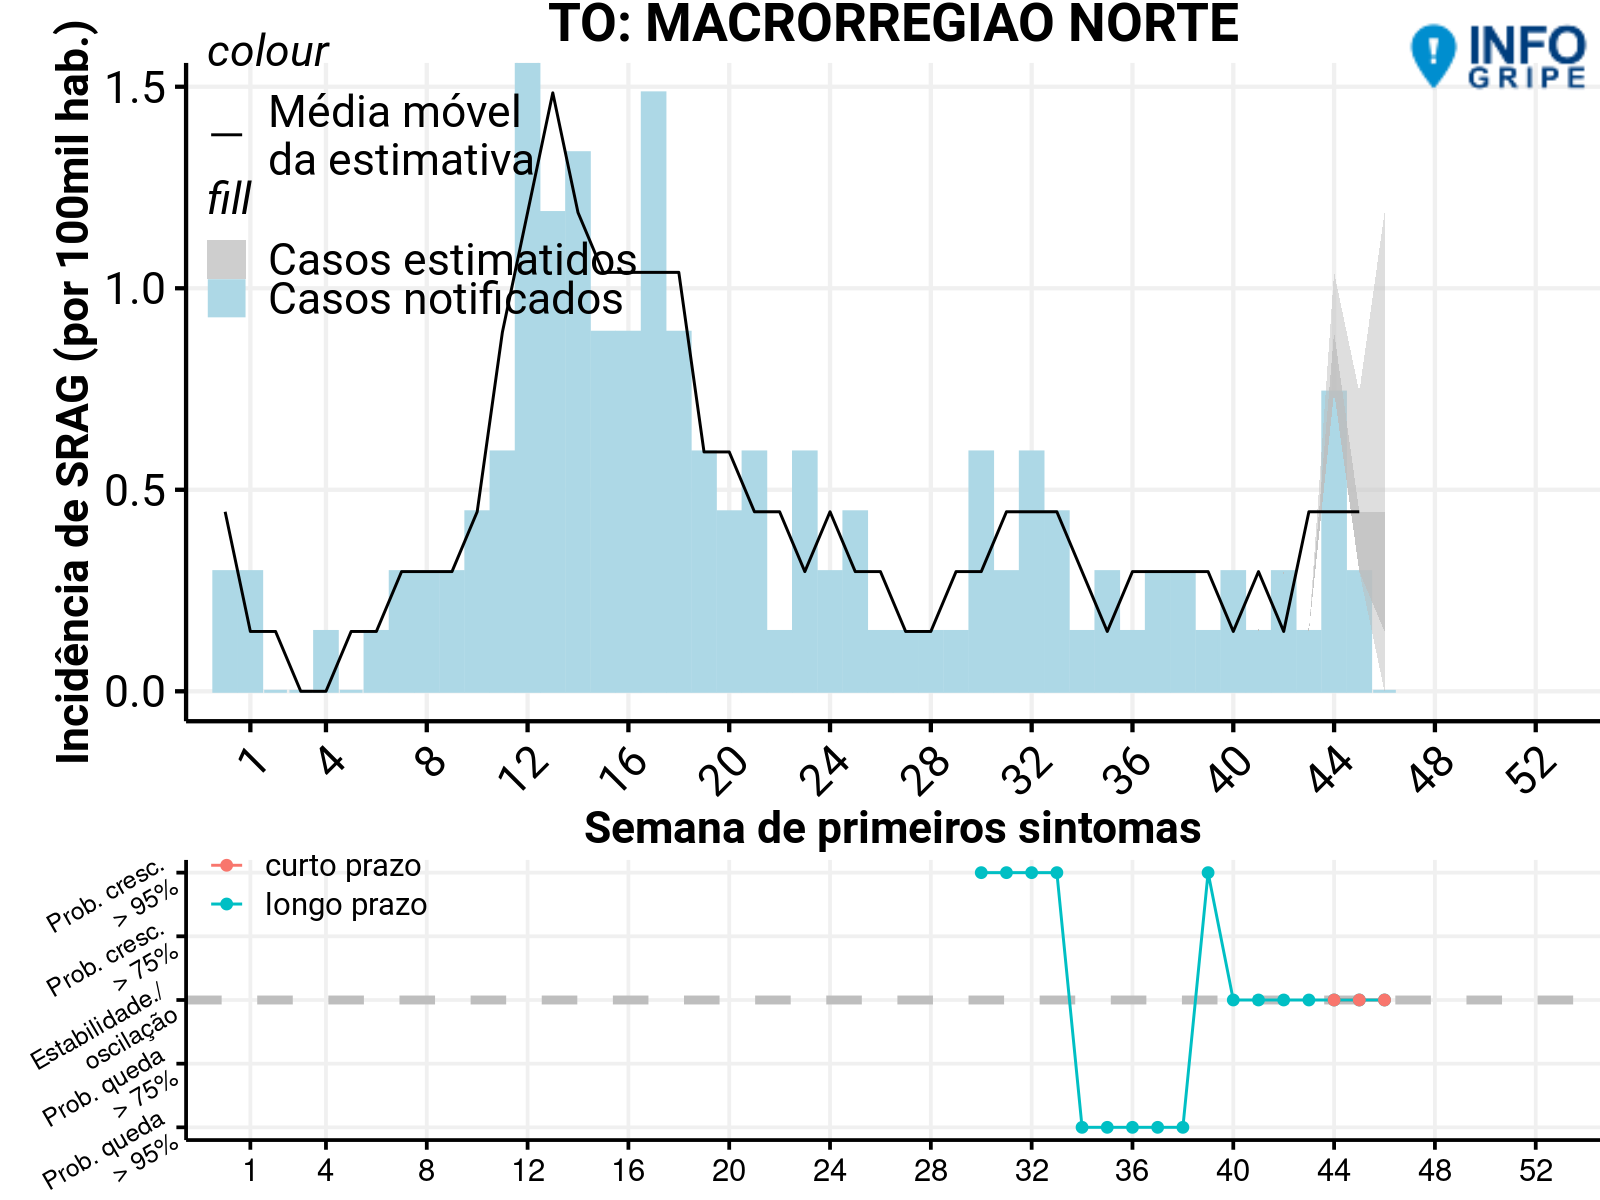 TO: MACRORREGIAO NORTE
INFO
GRIPE
Incidência de SRAG (por 100mil hab.)
colour
Média móvel
da estimativa
fill
Casos estimatidos
Casos notificados
1.5
1.0
0.5
0.0
1 4 8 12 16 20 24 28 32 36 40 44 48 52
Semana de primeiros sintomas
curto prazo
longo prazo
Prob. cresc.
> 95%
Prob. cresc.
> 75%
Estabilidade./
oscilação
Prob. queda
> 75%
Prob. queda
> 95%
1 4 8 12 16 20 24 28 32 36 40 44 48 52